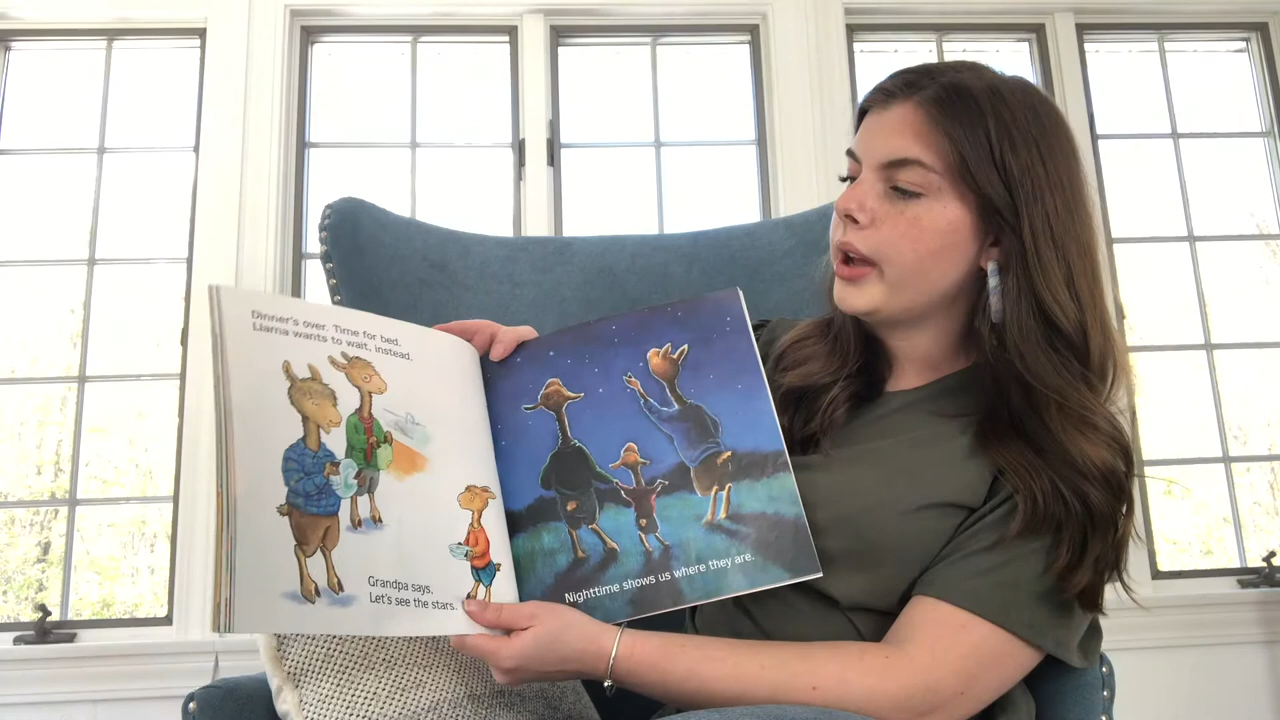 Dinner's over. Time for bed.
Llama wants to wait, instead.
Grandpa says,
Let's see the stars.
Nighttime shows us where they are.